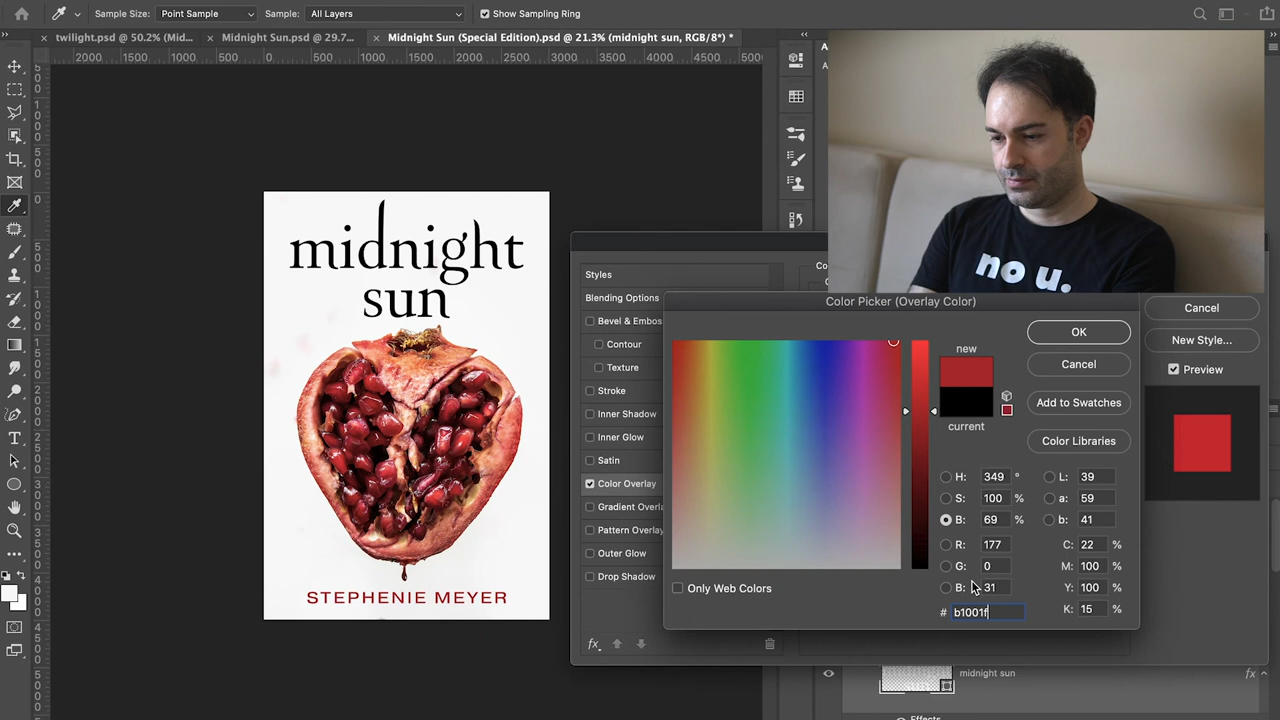 Sample Size: Point Sample Sample: All Layers Show Sampling Ring
× twilight.psd @ 50.2% (Mid... × Midnight Sun.psd @ 29.7... × Midnight Sun (Special Edition).psd @ 21.3% (midnight sun, RGB/8*) *
2000 1500 1000 500 0 500 1000 1500 2000 2500 3000 3500 4000 4500 5000
midnight
sun
STEPHENIE MEYER
no u.
Styles
Blending Options
Bevel & Embos
Contour
Texture
Stroke
Inner Shadow
Inner Glow
Satin
Color Overlay
Gradient Overl
Pattern Overlay
Outer Glow
Drop Shadow
fx
Co
Color Picker (Overlay Color)
new
current
OK
Cancel
Add to Swatches
Color Libraries
H: 349 °
S: 100 %
B: 69 %
R: 177
G: 0
B: 31
# b1001f
L: 39
a: 59
b: 41
C: 22 %
M: 100 %
Y: 100 %
K: 15 %
Only Web Colors
Cancel
New Style...
Preview
midnight sun fx
Effects